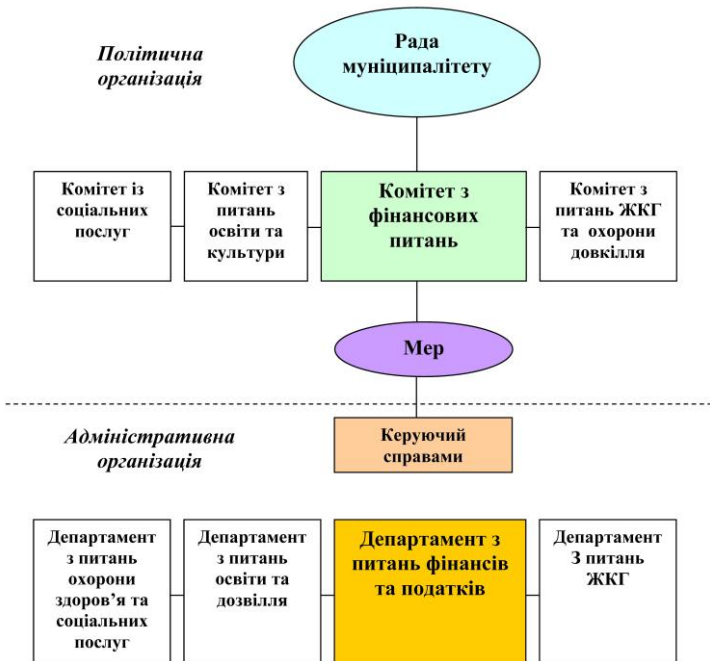 Політична
організація
Рада
муніципалітету
Комітет із
соціальних
послуг
Комітет з
питань
освіти та
культури
Комітет з
фінансових
питань
Комітет з
питань ЖКГ
та охорони
довкілля
Мер
Адміністративна
організація
Керуючий
справами
Департамент
з питань
охорони
здоров’я та
соціальних
послуг
Департамент
з питань
освіти та
дозвілля
Департамент з
питань фінансів
та податків
Департамент
З питань
ЖКГ